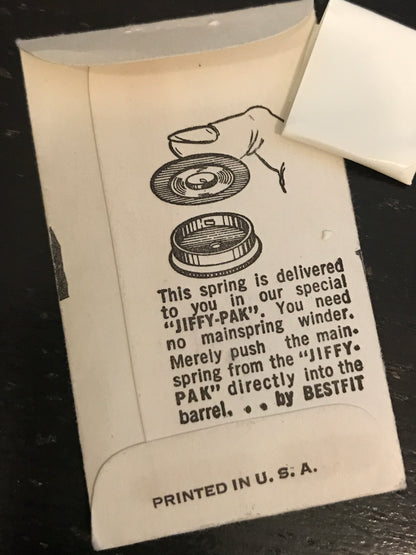 This spring is delivered
to you in our special
"JIFFY-PAK". You need
no mainspring winder.
Merely push the main-
spring from the "JIFFY-
PAK" directly into the
barrel. . . by BESTFIT
PRINTED IN U. S. A.